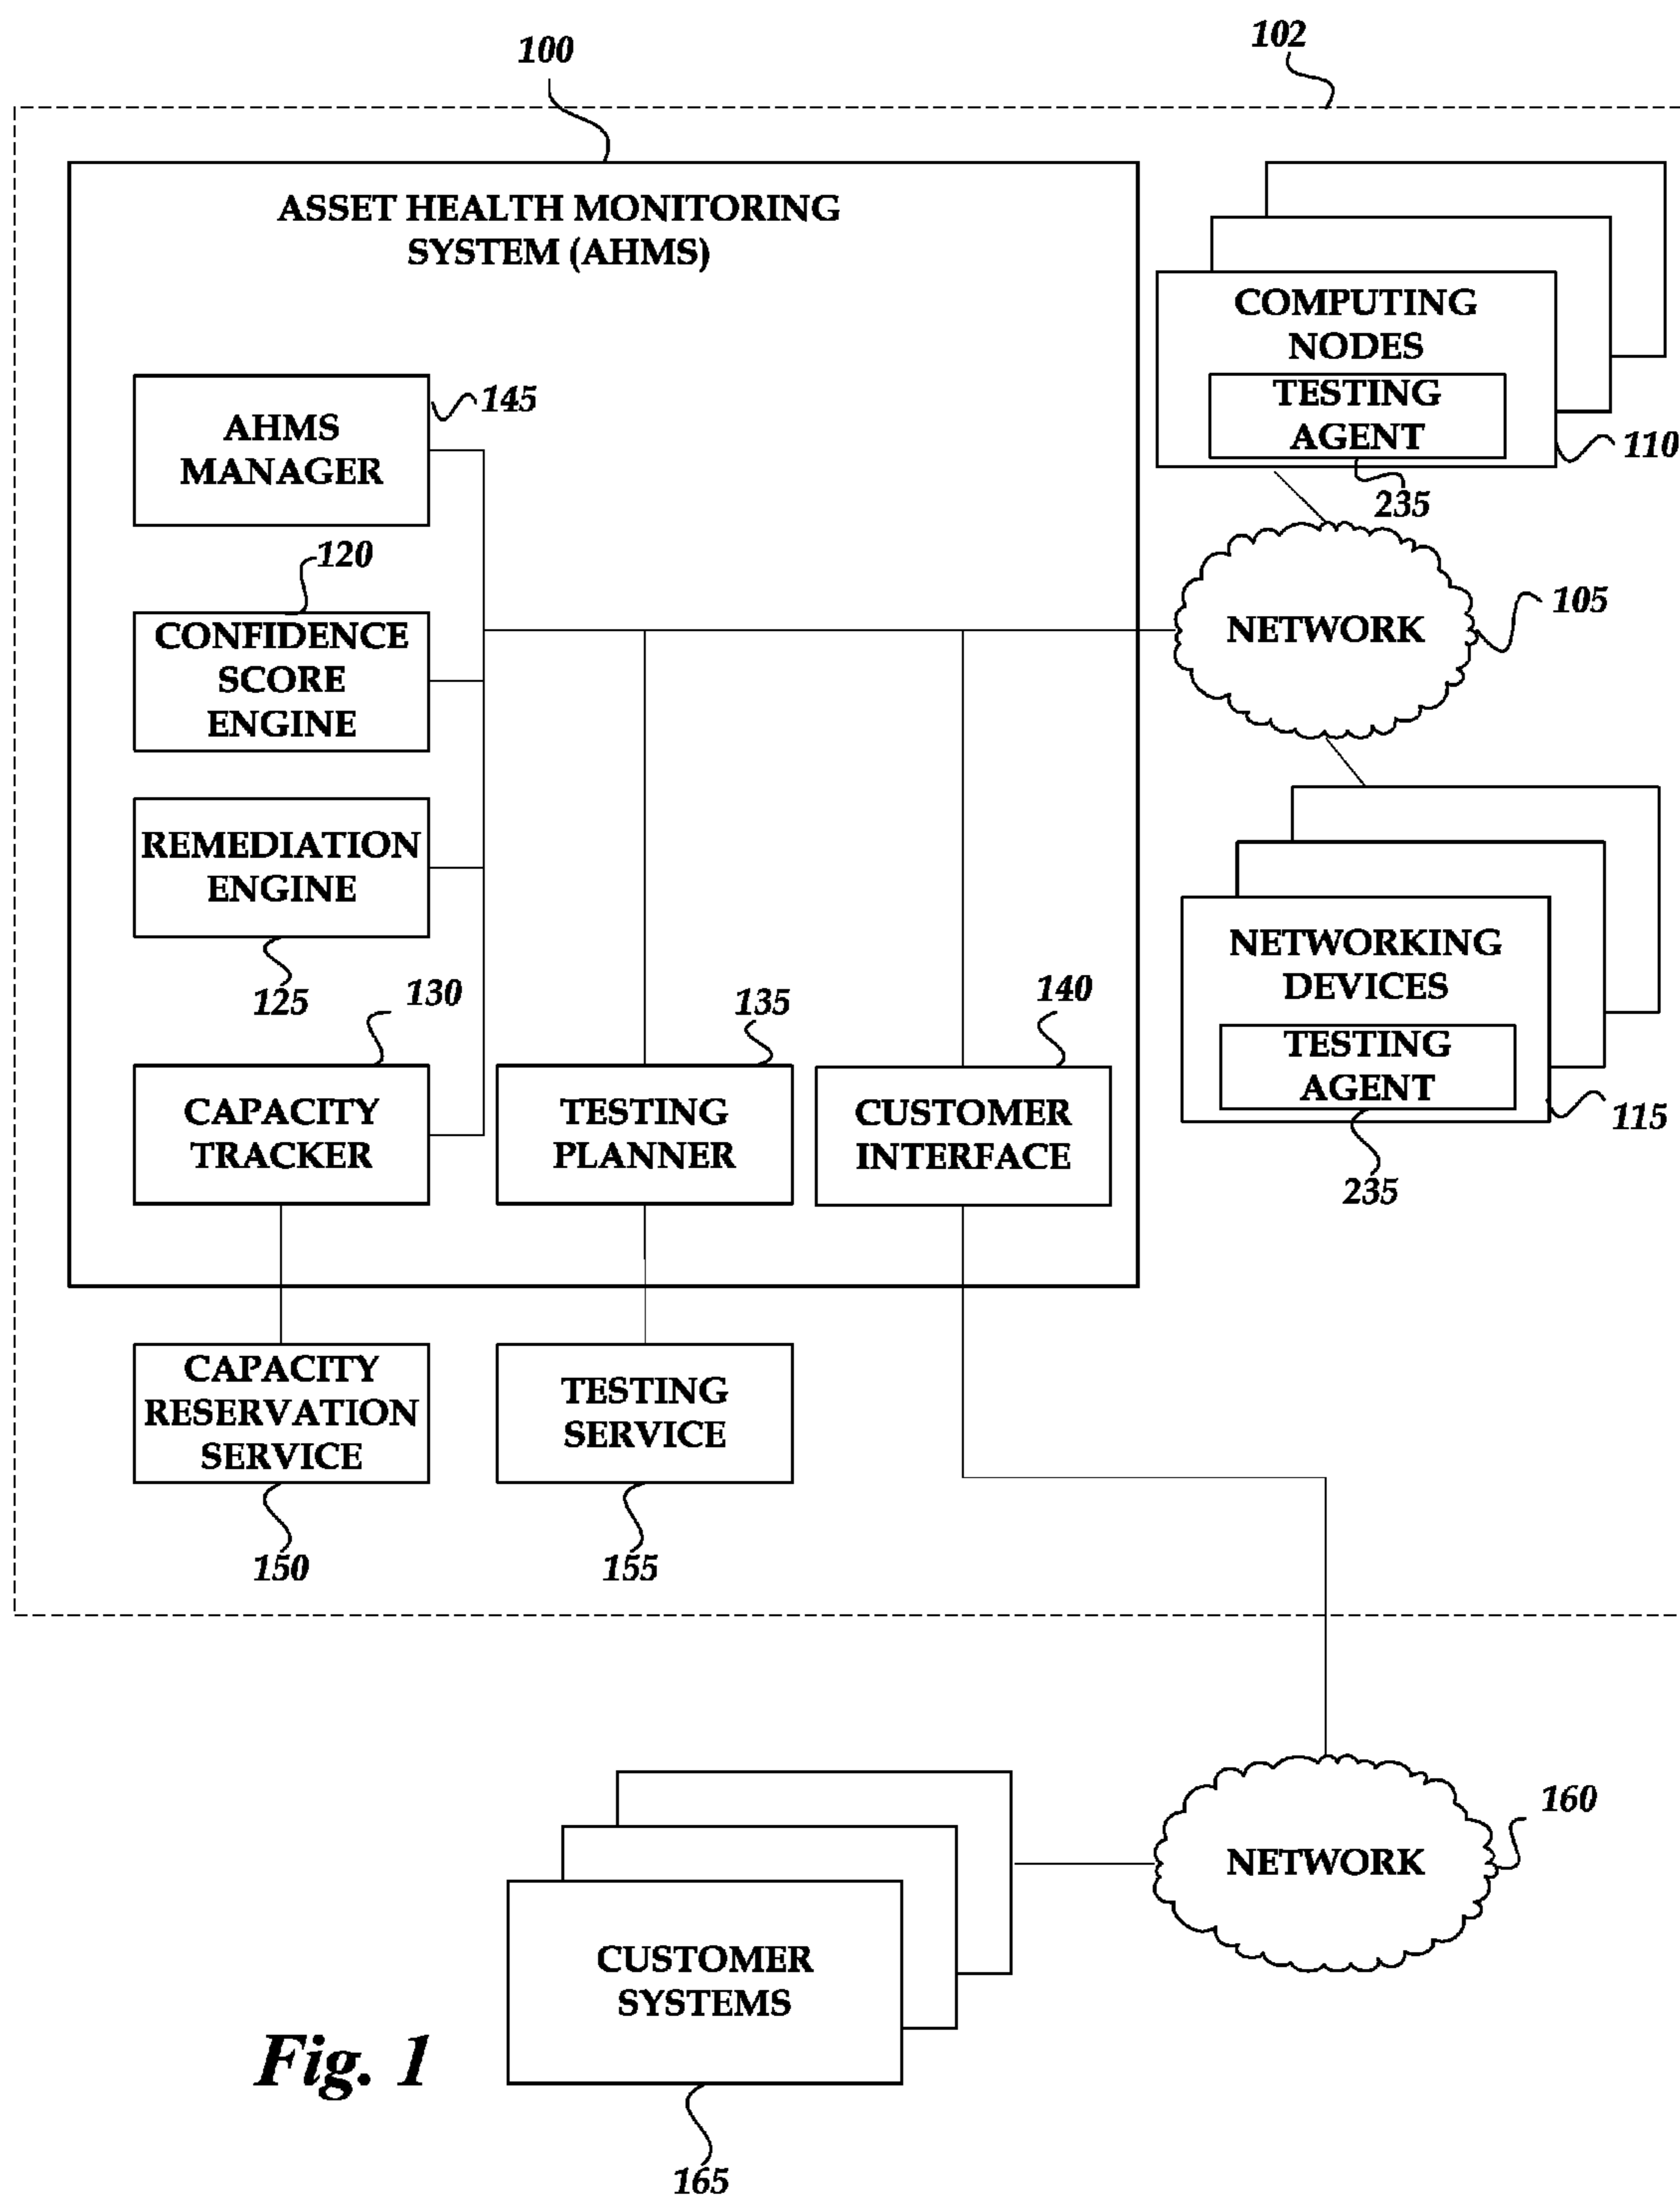 100
102
ASSET HEALTH MONITORING
SYSTEM (AHMS)
COMPUTING
NODES
TESTING
AGENT
110
235
AHMS
MANAGER
145
120
CONFIDENCE
SCORE
ENGINE
NETWORK
105
REMEDIATION
ENGINE
125
NETWORKING
DEVICES
TESTING
AGENT
115
235
130
135
140
CAPACITY
TRACKER
TESTING
PLANNER
CUSTOMER
INTERFACE
CAPACITY
RESERVATION
SERVICE
TESTING
SERVICE
150
155
160
NETWORK
CUSTOMER
SYSTEMS
Fig. 1
165